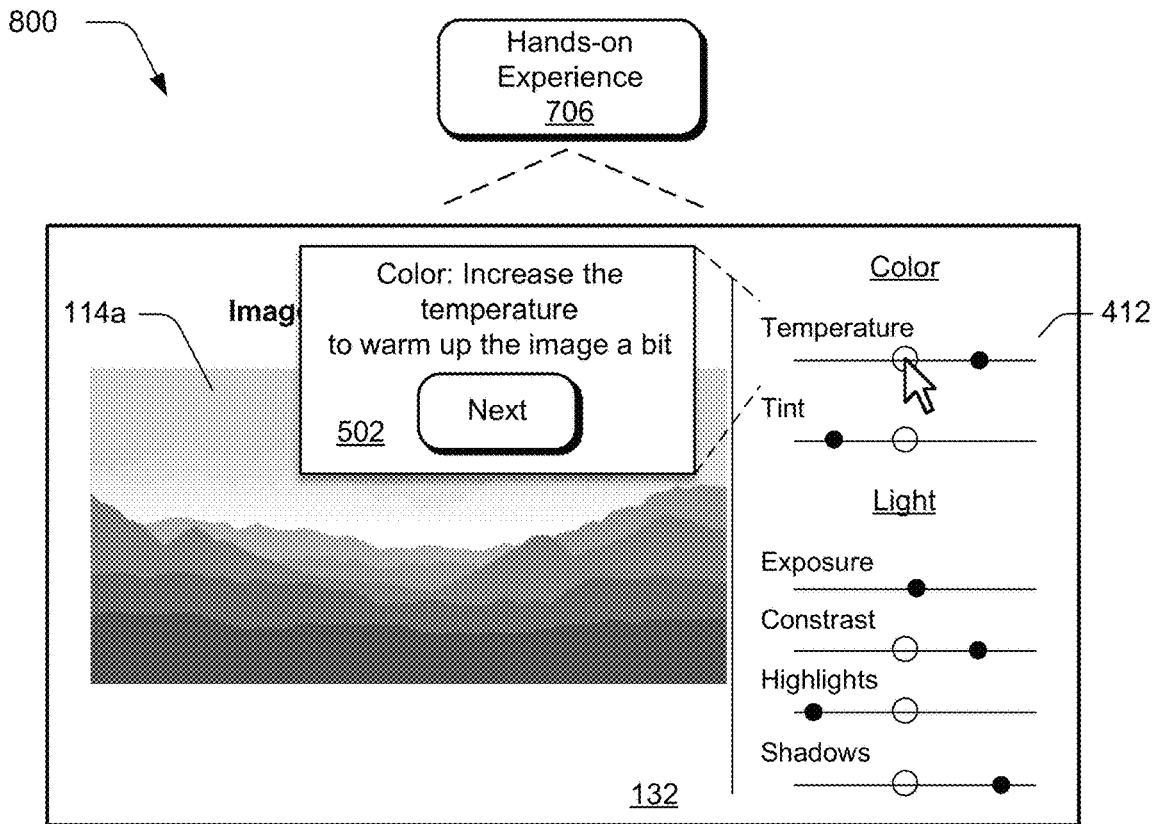 800
Hands-on
Experience
706
114a
Imag
Color: Increase the
temperature
to warm up the image a bit
Next
502
Color
412
Temperature
Tint
Light
Exposure
Constrast
Highlights
Shadows
132